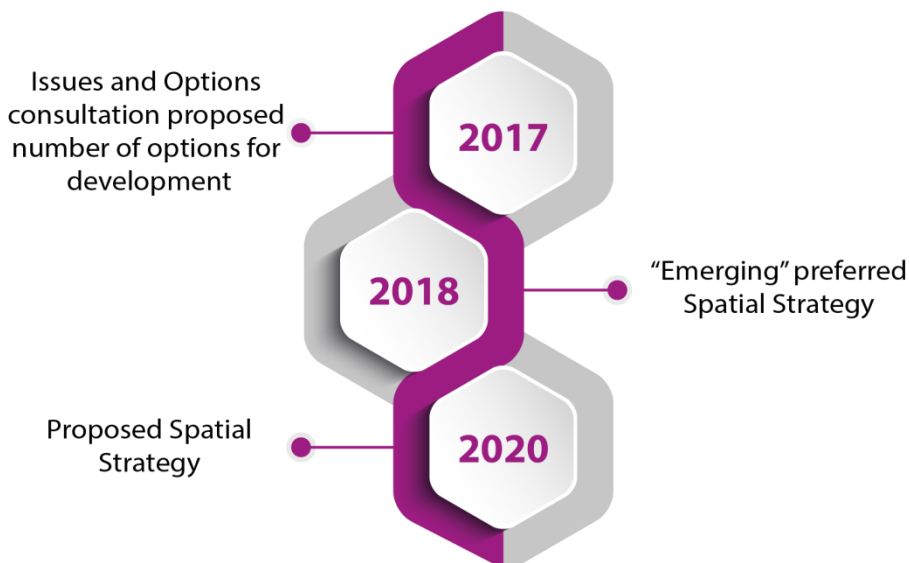 Issues and Options
consultation proposed
number of options for
development
2017
2018
“Emerging” preferred
Spatial Strategy
Proposed Spatial
Strategy
2020